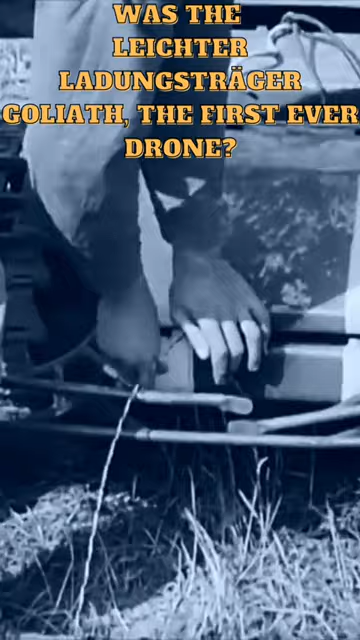 WAS THE
LEICHTER
LADUNGSTRÄGER
GOLIATH, THE FIRST EVER
DRONE?